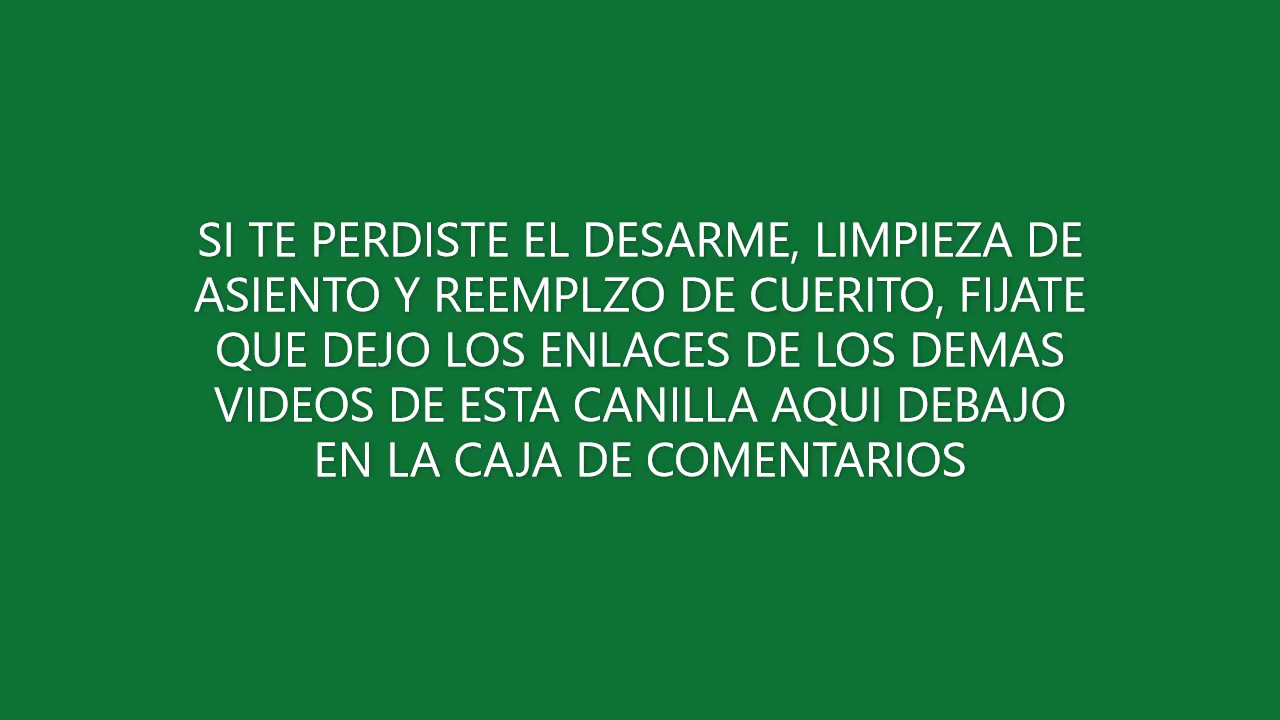 SI TE PERDISTE EL DESARME, LIMPIEZA DE
ASIENTO Y REEMPLZO DE CUERITO, FIJATE
QUE DEJO LOS ENLACES DE LOS DEMAS
VIDEOS DE ESTA CANILLA AQUI DEBAJO
EN LA CAJA DE COMENTARIOS